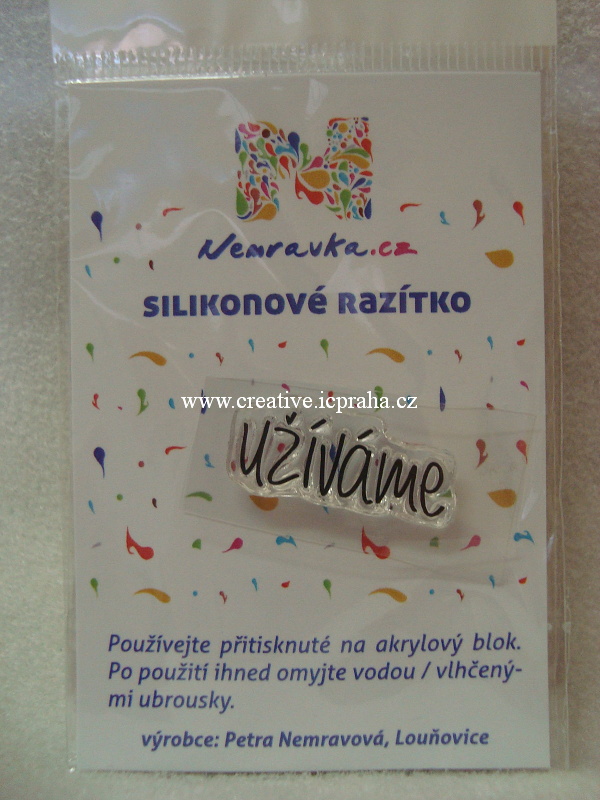 N
Nemravka.cz
SILIKONOVÉ RAZÍTKO
www.creative.icpraha.cz
užíváme
Používejte přitisknuté na akrylový blok.
Po použití ihned omyjte vodou / vlhčený-
mi ubrousky.
výrobce: Petra Nemravová, Louňovice